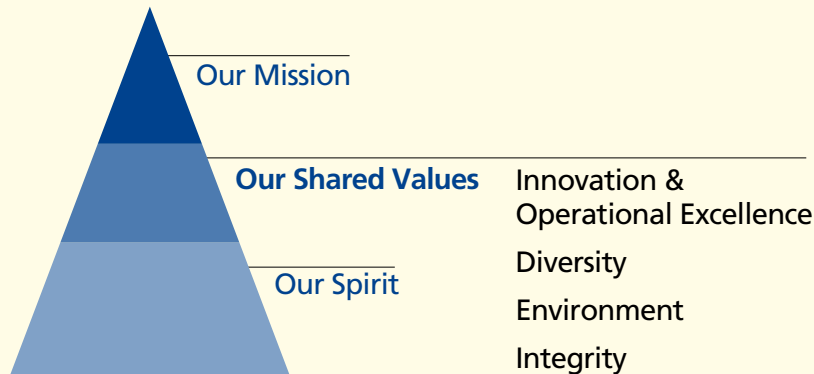 Our Mission
Our Shared Values
Innovation &
Operational Excellence
Diversity
Environment
Integrity
Our Spirit